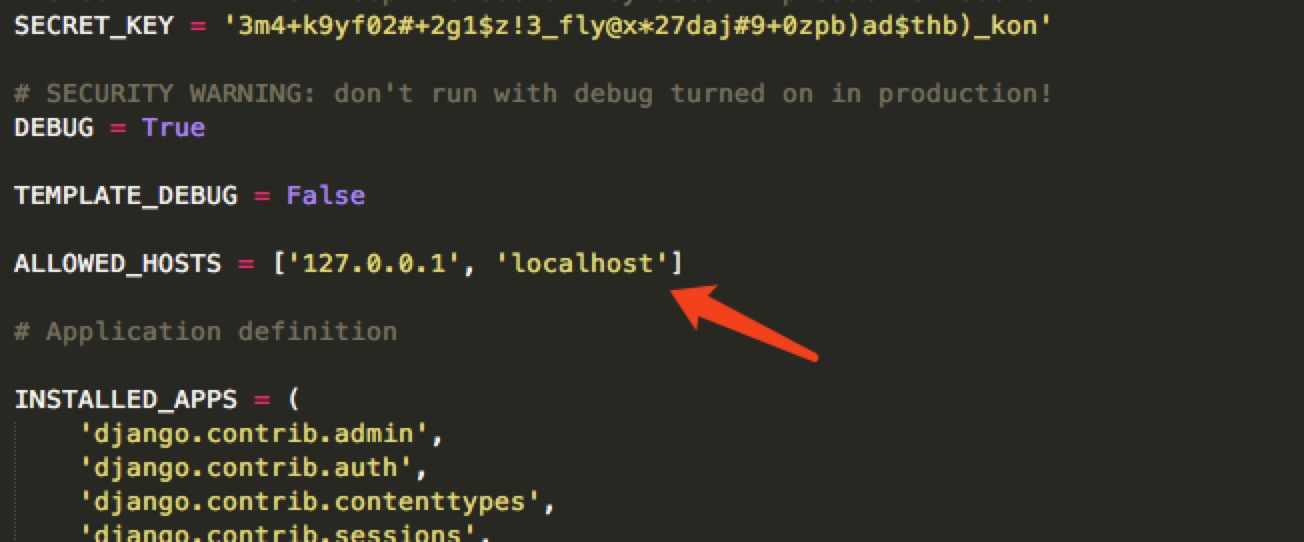 SECRET_KEY = '3m4+k9yf02#+2g1$z!3_fly@x*27daj#9+0zpb)ad$thb)_kon'
# SECURITY WARNING: don't run with debug turned on in production!
DEBUG = True
TEMPLATE_DEBUG = False
ALLOWED_HOSTS = ['127.0.0.1', 'localhost']
# Application definition
INSTALLED_APPS = (
'django.contrib.admin',
'django.contrib.auth',
'django.contrib.contenttypes',
'django.contrib.sessions',